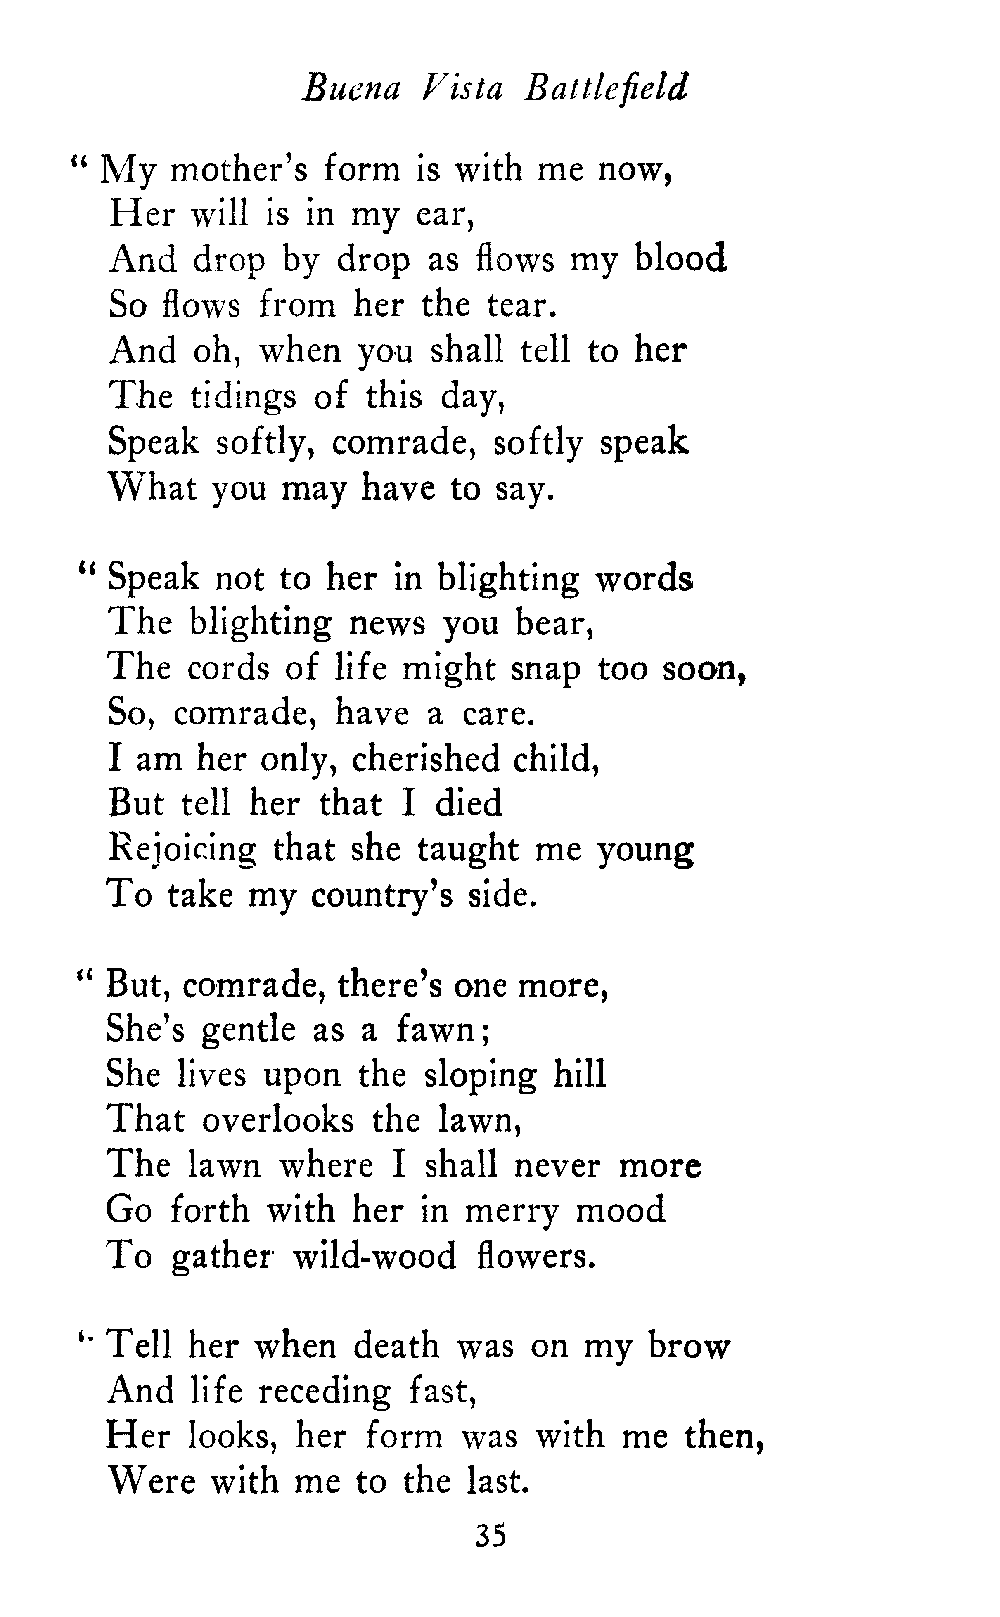 Buena Vista Battlefield
“ My mother’s form is with me now,
Her will is in my ear,
And drop by drop as flows my blood
So flows from her the tear.
And oh, when you shall tell to her
The tidings of this day,
Speak softly, comrade, softly speak
What you may have to say.
“ Speak not to her in blighting words
The blighting news you bear,
The cords of life might snap too soon,
So, comrade, have a care.
I am her only, cherished child,
But tell her that I died
Rejoicing that she taught me young
To take my country’s side.
“ But, comrade, there’s one more,
She’s gentle as a fawn;
She lives upon the sloping hill
That overlooks the lawn,
The lawn where I shall never more
Go forth with her in merry mood
To gather wild-wood flowers.
“ Tell her when death was on my brow
And life receding fast,
Her looks, her form was with me then,
Were with me to the last.
35